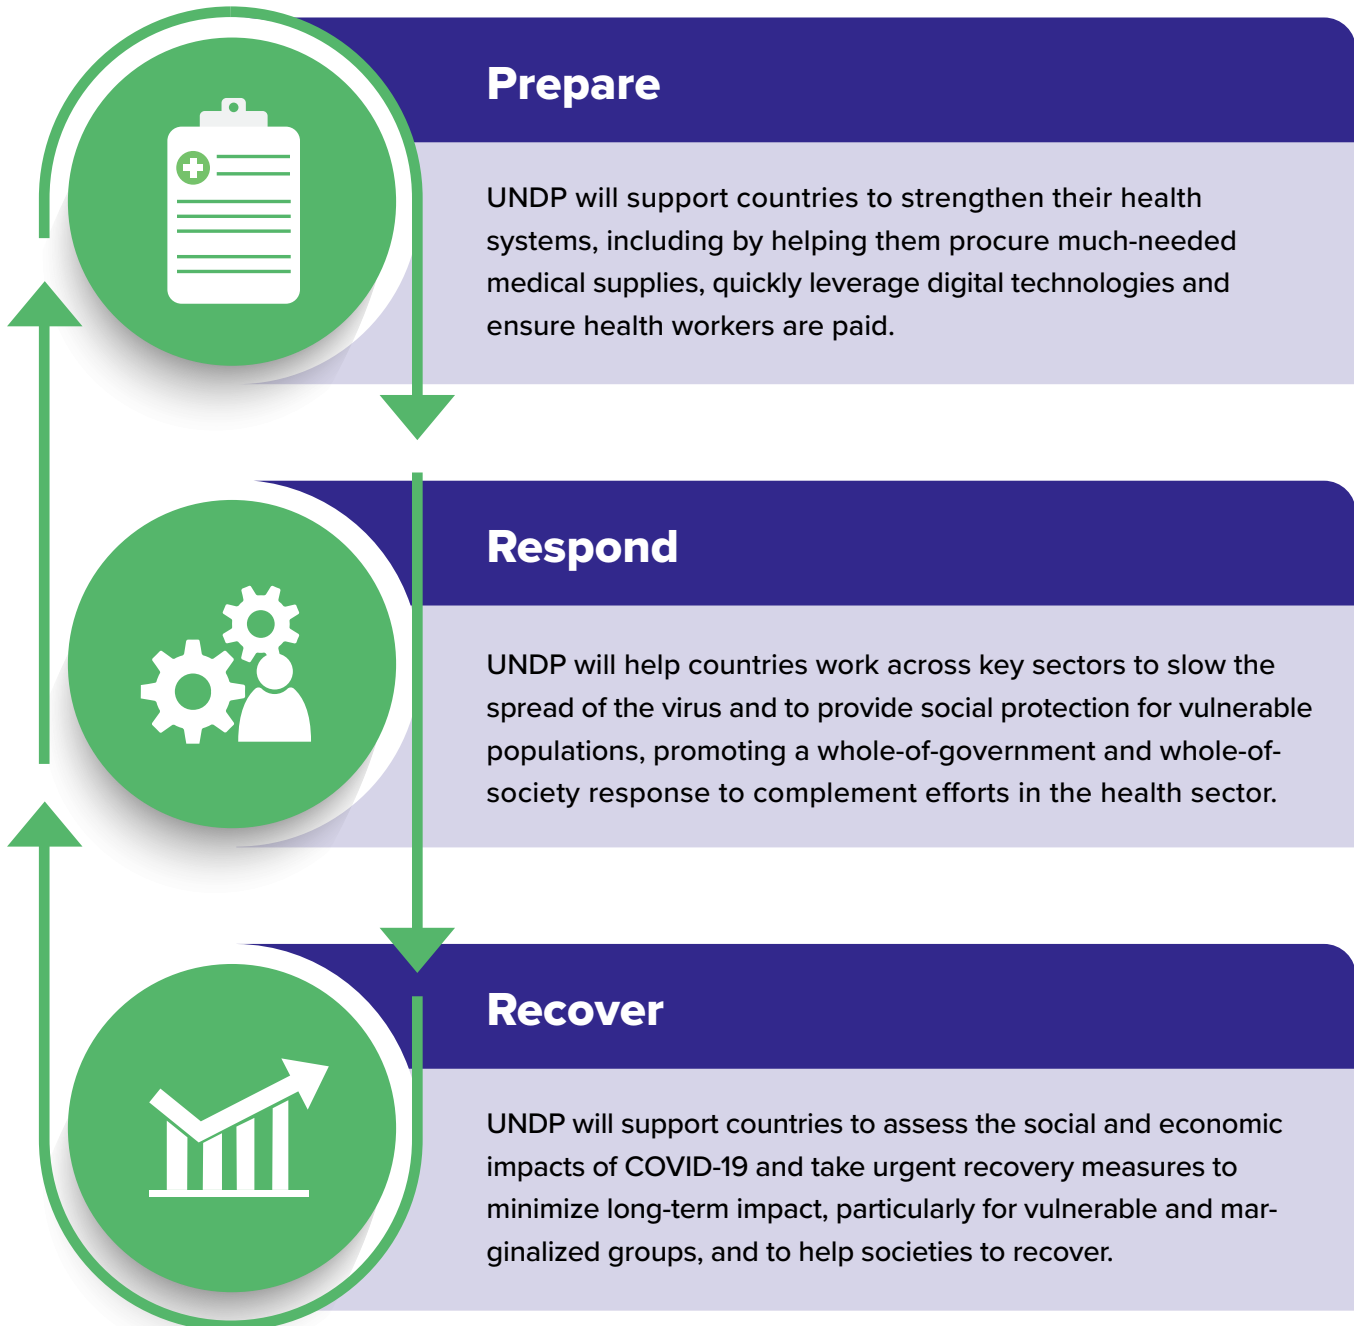 Prepare
UNDP will support countries to strengthen their health
systems, including by helping them procure much-needed
medical supplies, quickly leverage digital technologies and
ensure health workers are paid.
Respond
UNDP will help countries work across key sectors to slow the
spread of the virus and to provide social protection for vulnerable
populations, promoting a whole-of-government and whole-of-
society response to complement efforts in the health sector.
Recover
UNDP will support countries to assess the social and economic
impacts of COVID-19 and take urgent recovery measures to
minimize long-term impact, particularly for vulnerable and mar-
ginalized groups, and to help societies to recover.